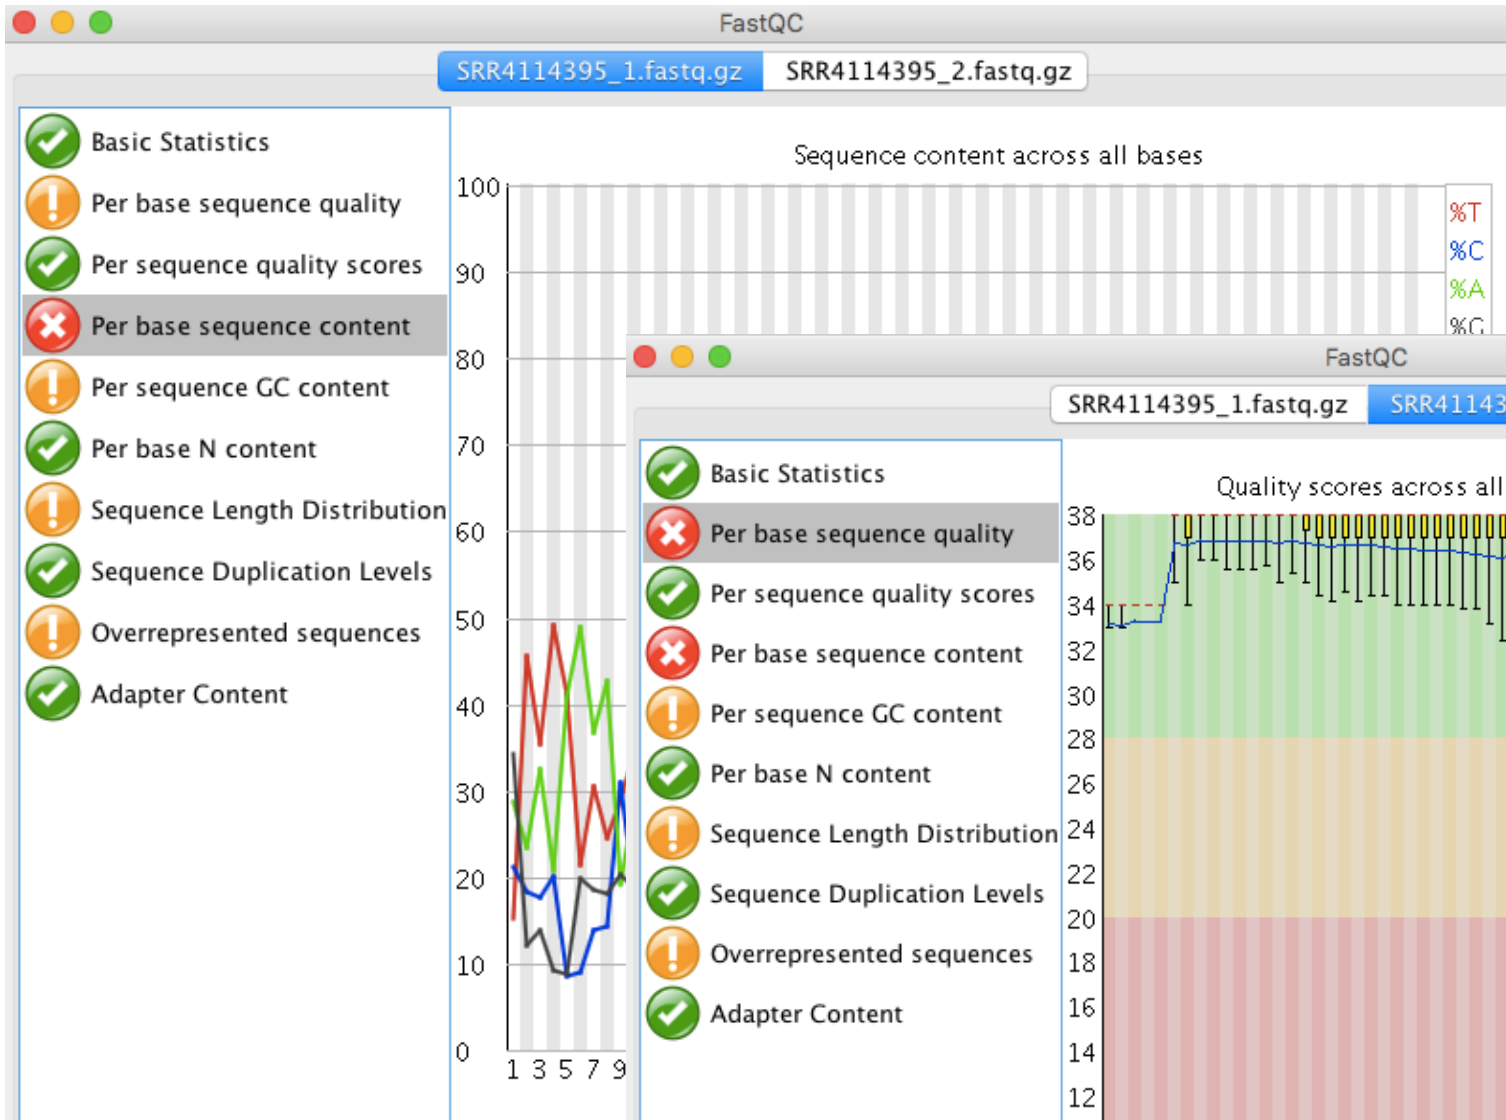 FastQC
SRR4114395_1.fastq.gz SRR4114395_2.fastq.gz
Basic Statistics
Per base sequence quality
Per sequence quality scores
Per base sequence content
Per sequence GC content
Per base N content
Sequence Length Distribution
Sequence Duplication Levels
Overrepresented sequences
Adapter Content
Sequence content across all bases
100
90
80
70
60
50
40
30
20
10
0
1 3 5 7 9
%T
%C
%A
%G
FastQC
SRR4114395_1.fastq.gz SRR41143
Basic Statistics
Per base sequence quality
Per sequence quality scores
Per base sequence content
Per sequence GC content
Per base N content
Sequence Length Distribution
Sequence Duplication Levels
Overrepresented sequences
Adapter Content
Quality scores across all
38
36
34
32
30
28
26
24
22
20
18
16
14
12